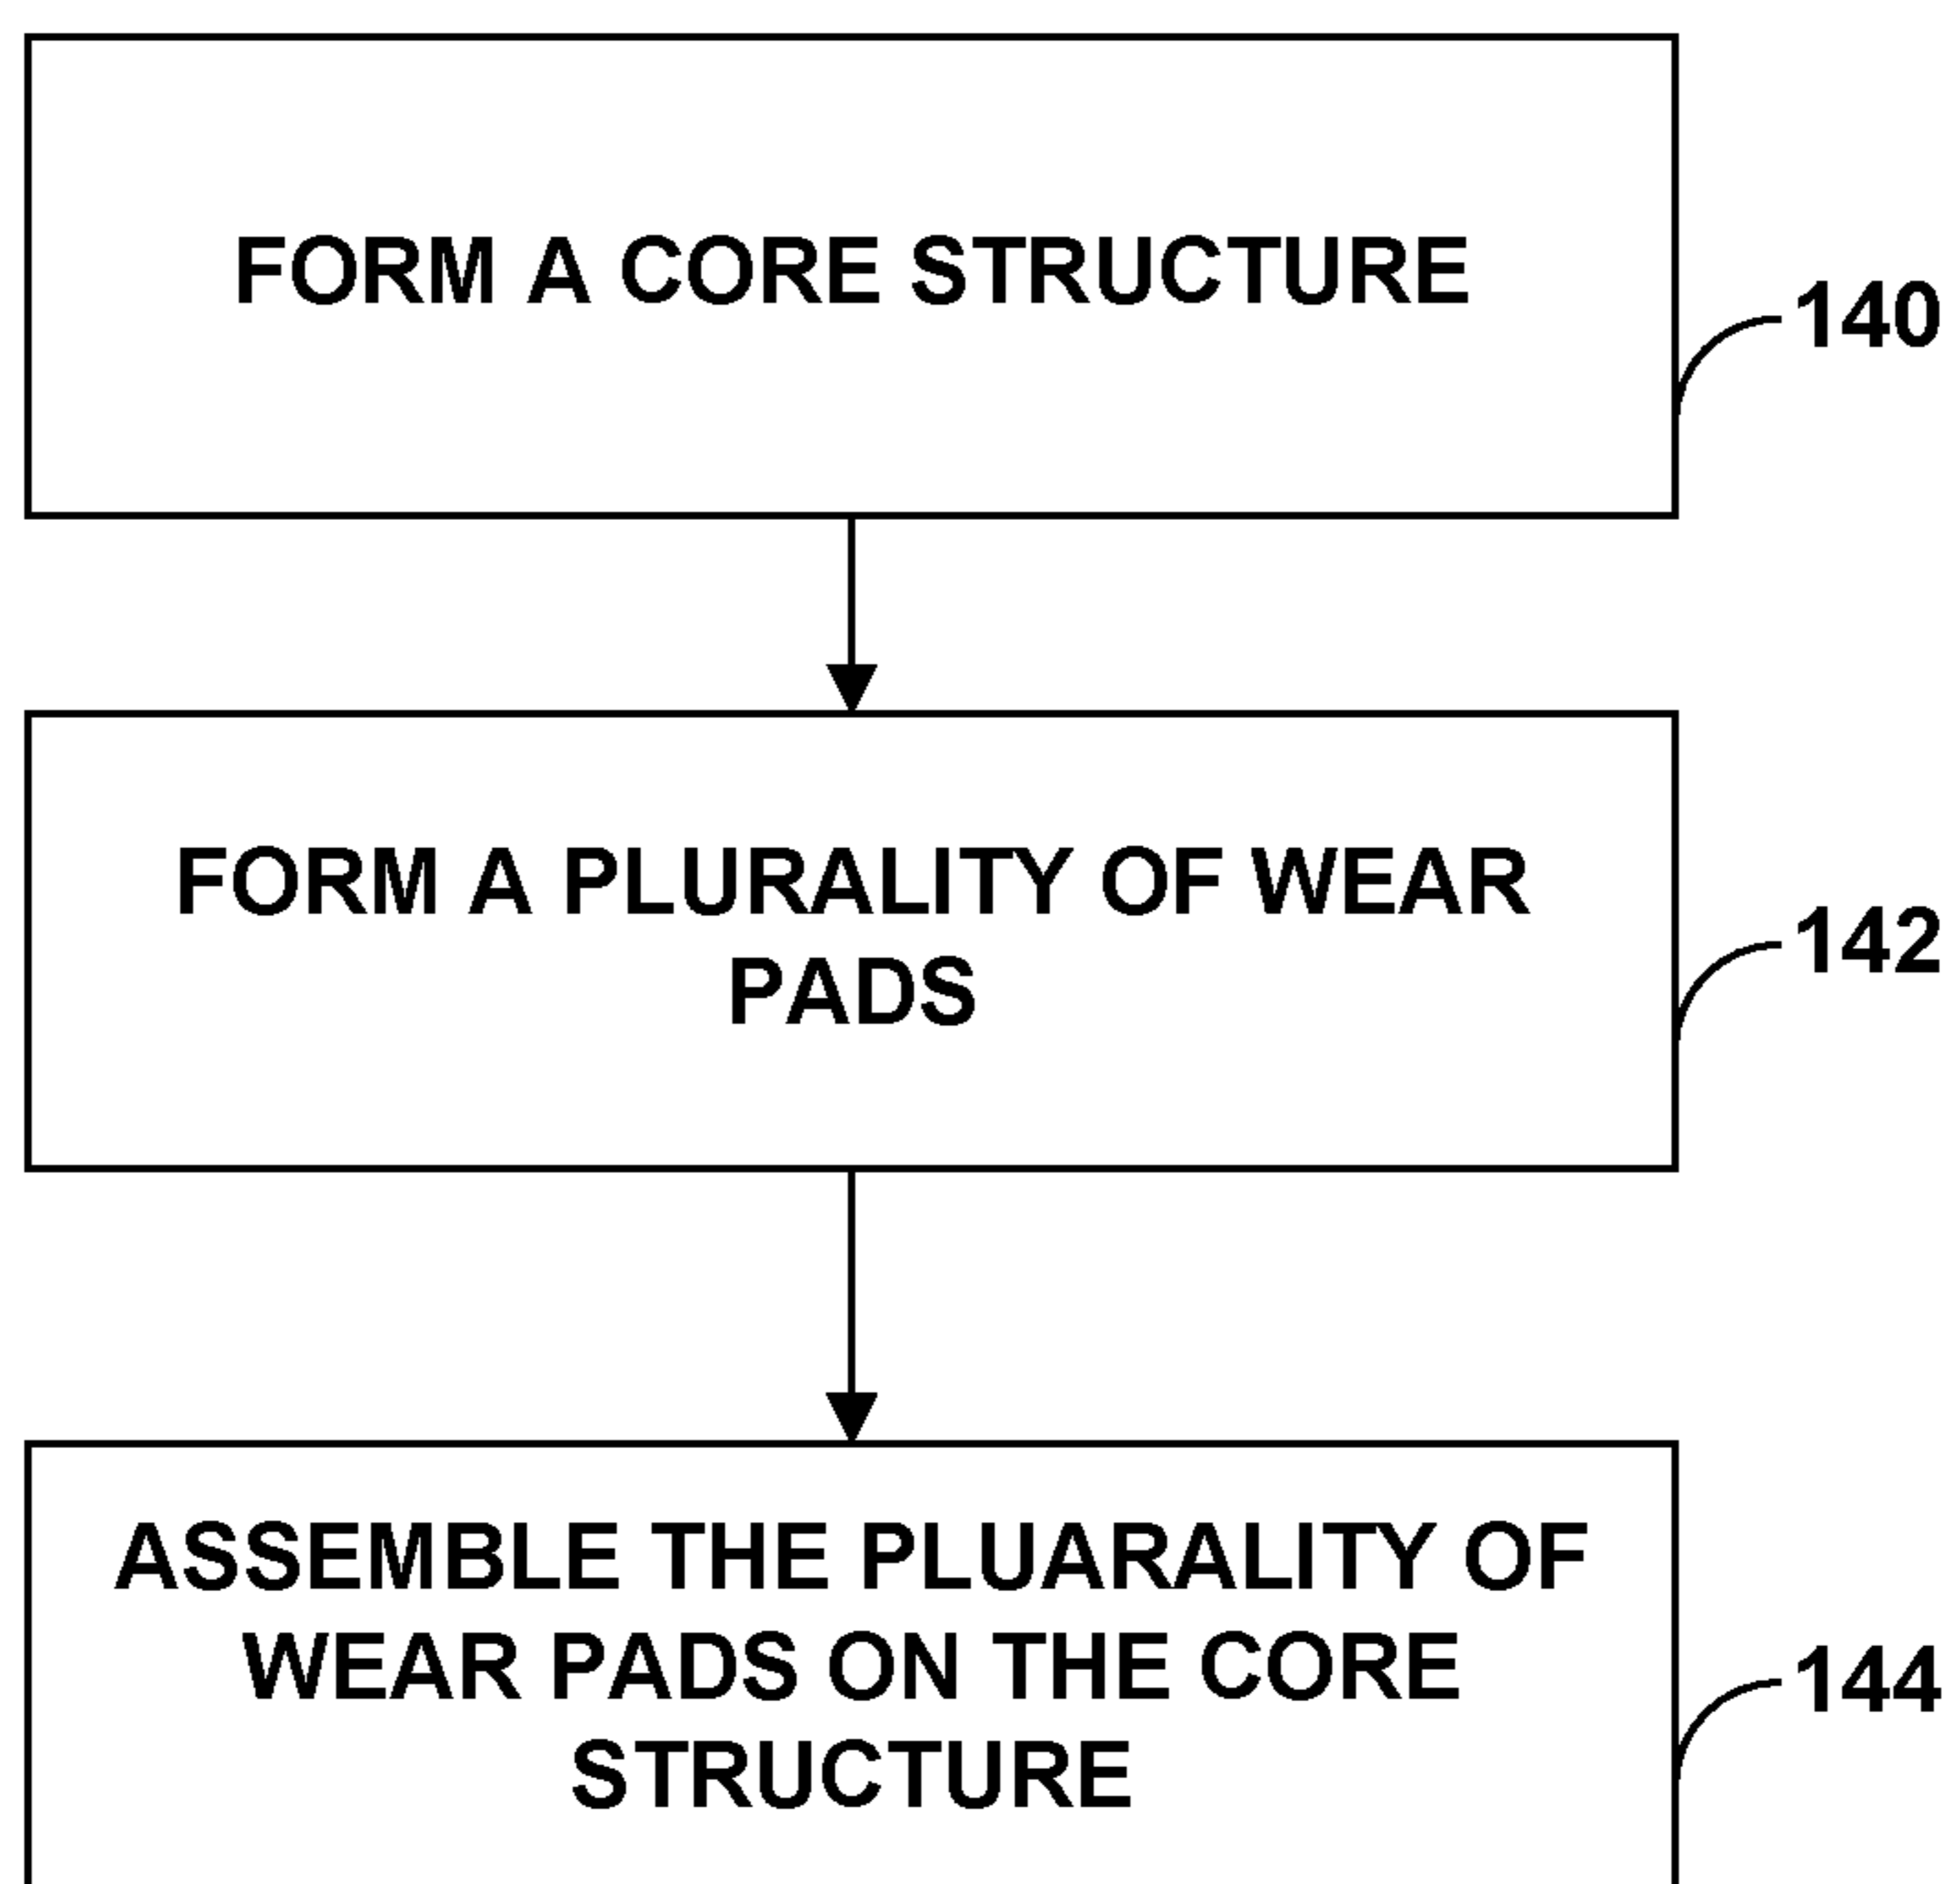 FORM A CORE STRUCTURE
140
FORM A PLURALITY OF WEAR
PADS
142
ASSEMBLE THE PLUARALITY OF
WEAR PADS ON THE CORE
STRUCTURE
144